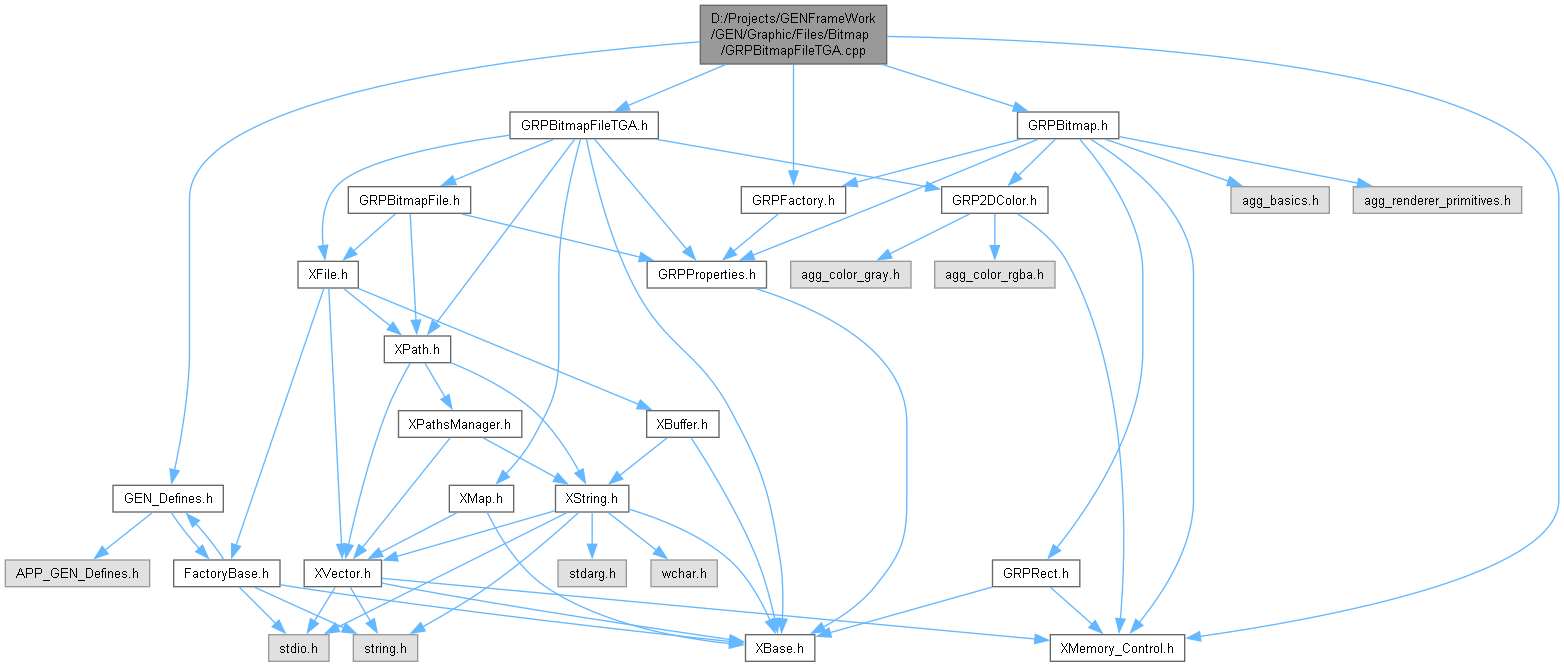 D:/Projects/GENFrameWork
/GEN/Graphic/Files/Bitmap
/GRPBitmapFileTGA.cpp
GRPBitmapFileTGA.h
GRPBitmap.h
GRPBitmapFile.h
GRPFactory.h
GRP2DColor.h
agg_basics.h
agg_renderer_primitives.h
XFile.h
GRPProperties.h
agg_color_gray.h
agg_color_rgba.h
XPath.h
XPathsManager.h
XBuffer.h
GEN_Defines.h
XMap.h
XString.h
APP_GEN_Defines.h
FactoryBase.h
XVector.h
stdarg.h
wchar.h
GRPRect.h
stdio.h
string.h
XBase.h
XMemory_Control.h